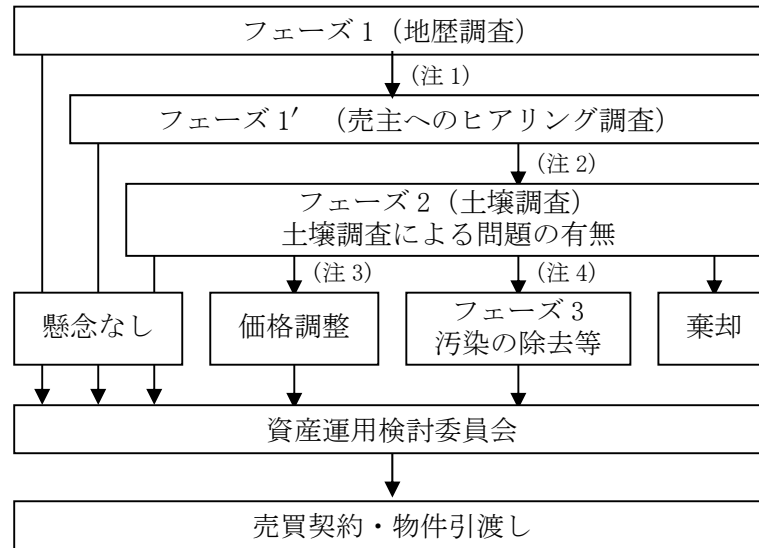 フェーズ1（地歴調査）
（注1）
フェーズ1′ （売主へのヒアリング調査）
（注2）
フェーズ2（土壌調査）
土壌調査による問題の有無
（注3）
（注4）
懸念なし
価格調整
フェーズ3
汚染の除去等
棄却
資産運用検討委員会
売買契約・物件引渡し